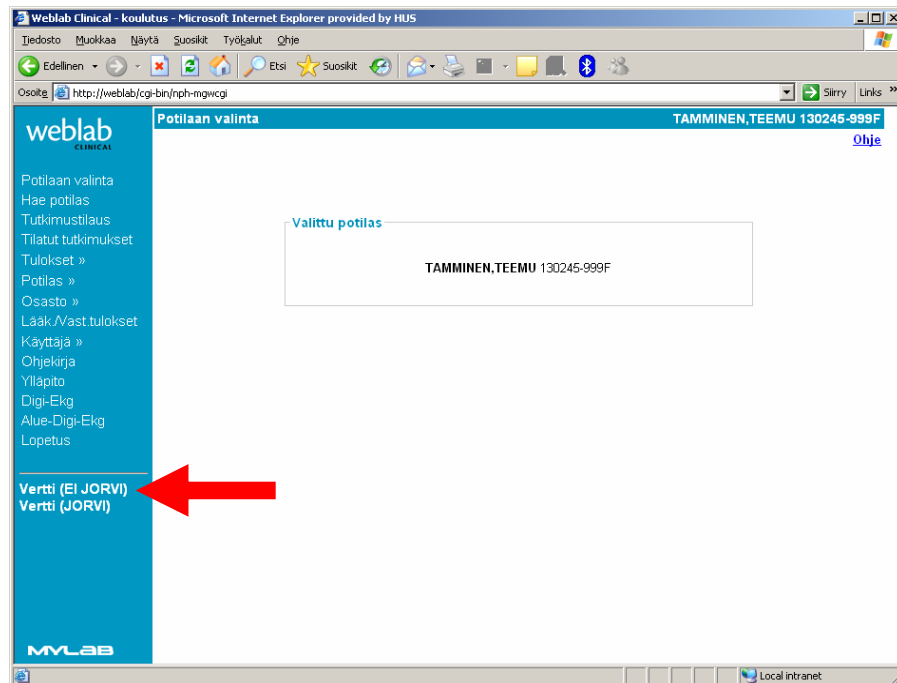 Weblab Clinical - koulutus - Microsoft Internet Explorer provided by HUS
Tiedosto Muokkaa Näytä Suosikit Työkalut Ohje
Edellinen Etsi Suosikit
Osoite http://weblab/cgi-bin/nph-mgwcgi Siirry Links »
weblab
CLINICAL
Potilaan valinta TAMMINEN,TEEMU 130245-999F
Ohje
Potilaan valinta
Hae potilas
Tutkimustilaus
Tilatut tutkimukset
Tulokset »
Potilas »
Osasto »
Lääk./Vast.tulokset
Käyttäjä »
Ohjekirja
Ylläpito
Digi-Ekg
Alue-Digi-Ekg
Lopetus
Valittu potilas
TAMMINEN,TEEMU 130245-999F
Vertti (EI JORVI)
Vertti (JORVI)
MYLAB
Local intranet